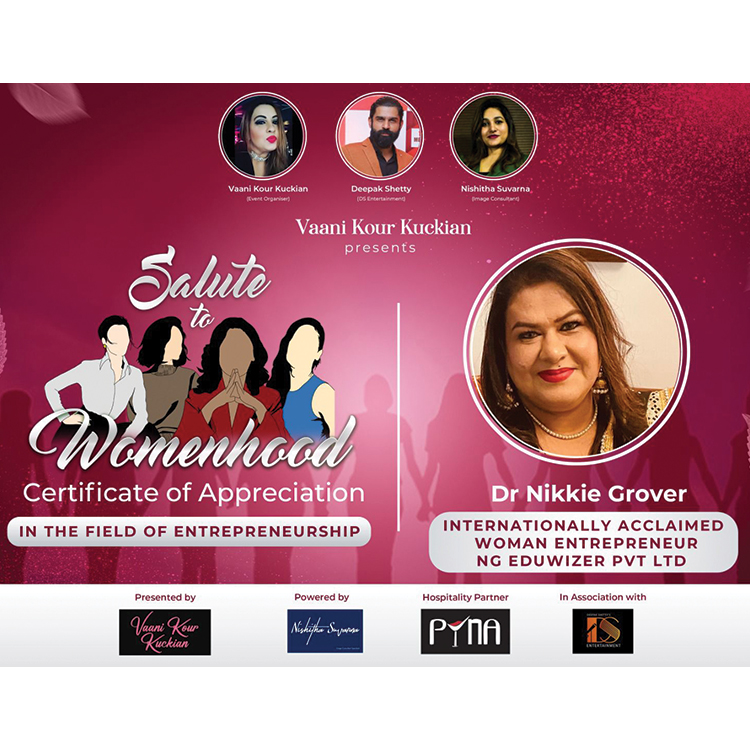 Vaani Kour Kuckian
(Event Organiser)
Deepak Shetty
(DS Entertainment)
Nishitha Suvarna
(Image Consultant)
Vaani Kour Kuckian
presents
Salute
to
Womenhood
Certificate of Appreciation
IN THE FIELD OF ENTREPRENEURSHIP
Dr Nikkie Grover
INTERNATIONALLY ACCLAIMED
WOMAN ENTREPRENEUR
NG EDUWIZER PVT LTD
Presented by
Vaani Kour
Kuckian
Powered by
Nishitha Suvarna
Hospitality Partner
PYNA
In Association with
DS
ENTERTAINMENT